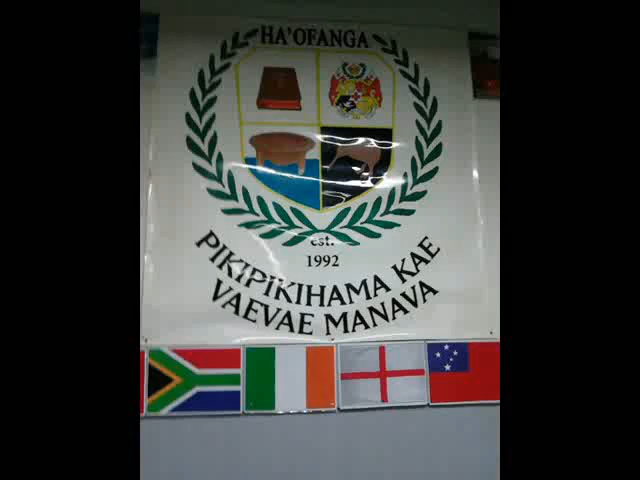 HA'OFANGA
est.
1992
PIKIPIKIHAMA KAE
VAEVAE MANAVA